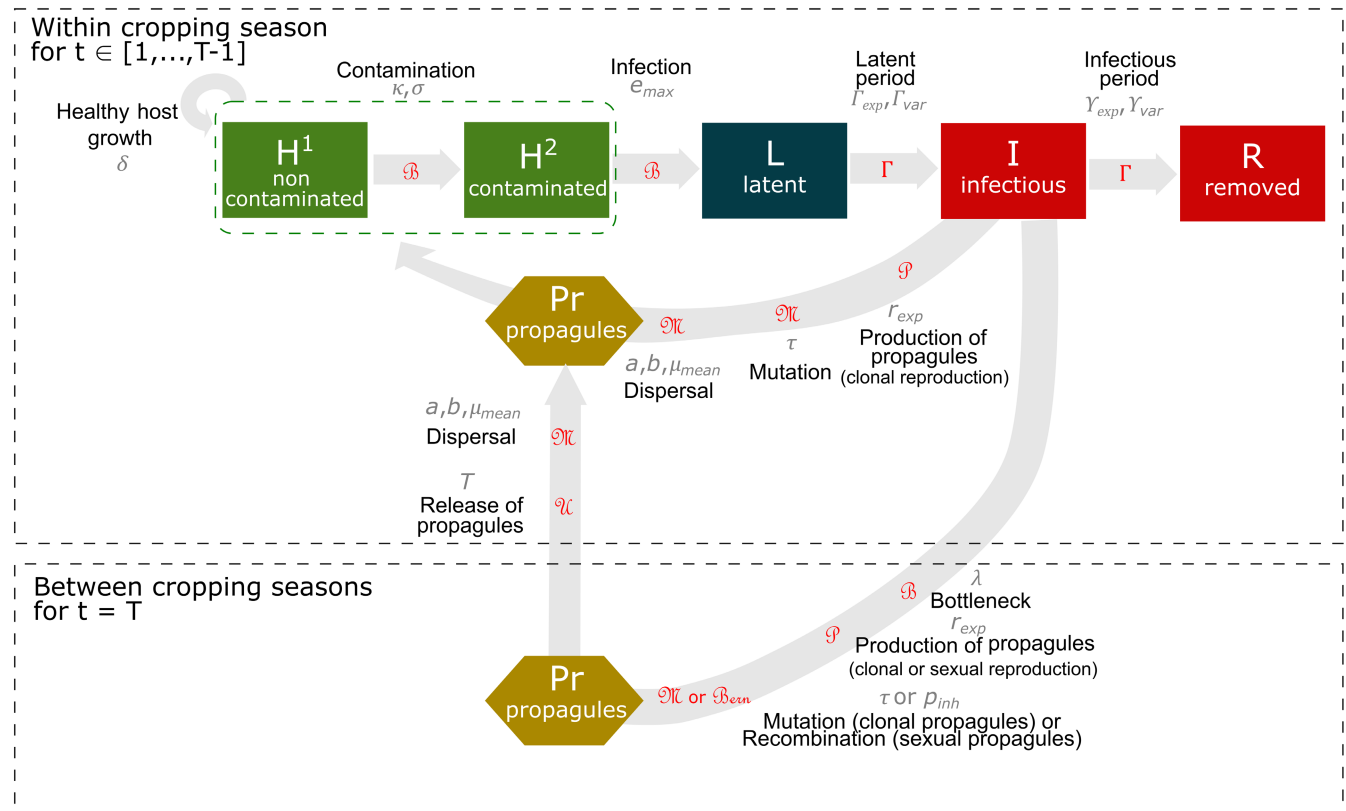 Within cropping season
for t ∈ [1,...,T-1]
Healthy host
growth
δ
Contamination
κ,σ
Infection
e_max
Latent
period
Γ_exp,Γ_var
Infectious
period
ϒ_exp,ϒ_var
H¹
non
contaminated
ℬ
H²
contaminated
ℬ
L
latent
Γ
I
infectious
Γ
R
removed
Pr
propagules
ℳ
ℳ
𝒫
a,b,μ_mean
Dispersal
τ
Mutation
r_exp
Production of
propagules
(clonal reproduction)
a,b,μ_mean
Dispersal
ℳ
T
Release of
propagules
𝒰
Between cropping seasons
for t = T
λ
Bottleneck
ℬ
r_exp
Production of propagules
(clonal or sexual reproduction)
𝒫
Pr
propagules
ℳ or ℬern
τ or p_inh
Mutation (clonal propagules) or
Recombination (sexual propagules)